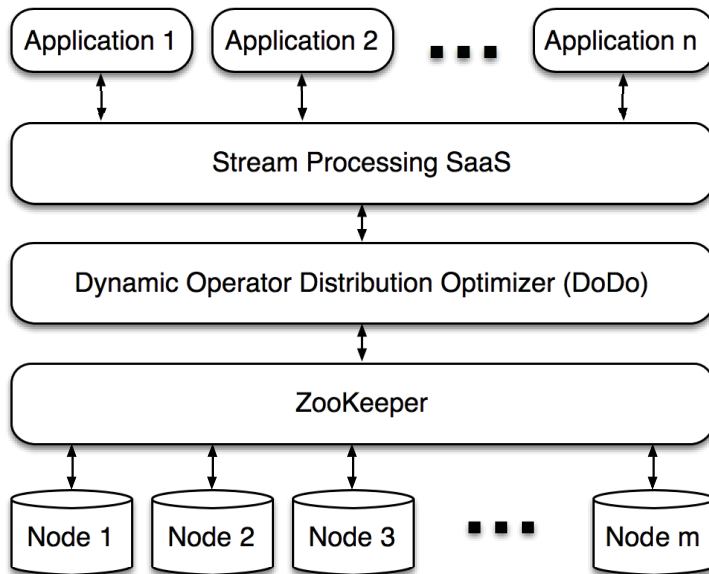 Application 1
Application 2
Application n
Stream Processing SaaS
Dynamic Operator Distribution Optimizer (DoDo)
ZooKeeper
Node 1
Node 2
Node 3
Node m